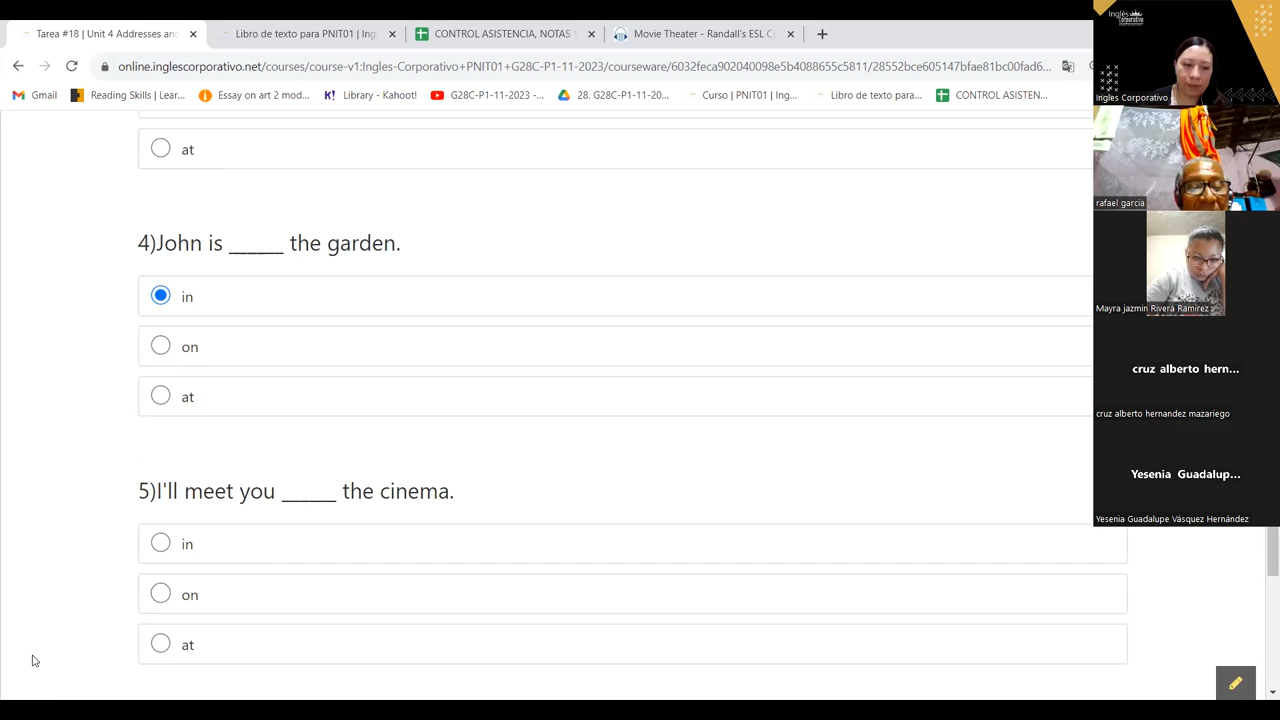 Tarea #18 | Unit 4 Addresses and
Libro de texto para PNIT01 | Ing
CONTROL ASISTENCIA, NOTAS
Movie Theater - Randall's ESL Cy
online.inglescorporativo.net/courses/course-v1:Ingles-Corporativo+PNIT01+G28C-P1-11-2023/courseware/6032feca902040098e5b4088655c5811/28552bce605147bfae81bc00fad6...
Gmail
Reading Skills | Lear...
Essay on art 2 mod...
Library - Kan
G28C-P1-11-2023 -...
28. G28C-P1-11-20
Curso | PNIT01 | Ing...
Libro de texto para...
CONTROL ASISTEN...
at
4)John is ______ the garden.
in
on
at
5)I'll meet you ______ the cinema.
in
on
at
Inglés
Corporativo
Ingles Corporativo
rafael garcia
Mayra jazmin Rivera Ramirez
cruz alberto hern...
cruz alberto hernandez mazariego
Yesenia Guadalup...
Yesenia Guadalupe Vásquez Hernández